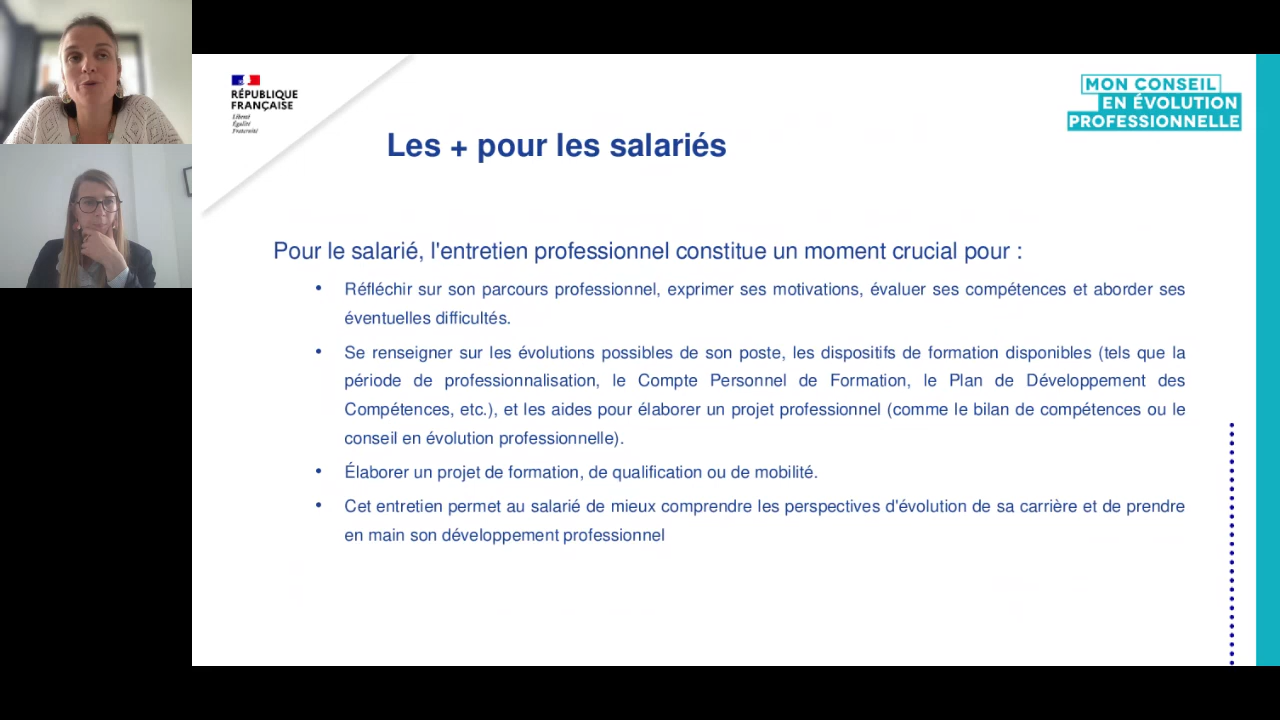 RÉPUBLIQUE
FRANÇAISE
Liberté
Égalité
Fraternité
MON CONSEIL
EN ÉVOLUTION
PROFESSIONNELLE
Les + pour les salariés
Pour le salarié, l'entretien professionnel constitue un moment crucial pour :
• Réfléchir sur son parcours professionnel, exprimer ses motivations, évaluer ses compétences et aborder ses
éventuelles difficultés.
• Se renseigner sur les évolutions possibles de son poste, les dispositifs de formation disponibles (tels que la
période de professionnalisation, le Compte Personnel de Formation, le Plan de Développement des
Compétences, etc.), et les aides pour élaborer un projet professionnel (comme le bilan de compétences ou le
conseil en évolution professionnelle).
• Élaborer un projet de formation, de qualification ou de mobilité.
• Cet entretien permet au salarié de mieux comprendre les perspectives d'évolution de sa carrière et de prendre
en main son développement professionnel